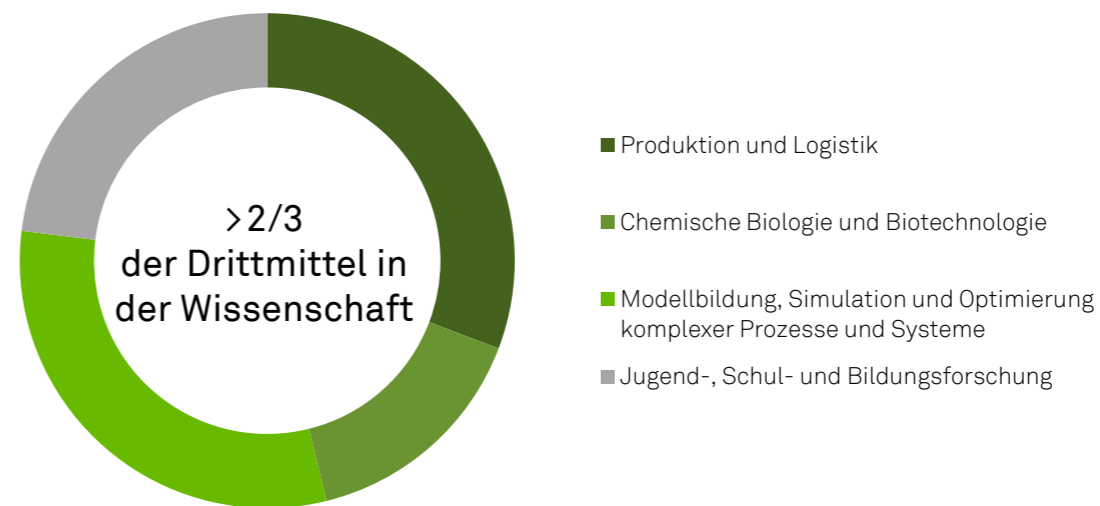 >2/3
der Drittmittel in
der Wissenschaft
Produktion und Logistik
Chemische Biologie und Biotechnologie
Modellbildung, Simulation und Optimierung
komplexer Prozesse und Systeme
Jugend-, Schul- und Bildungsforschung